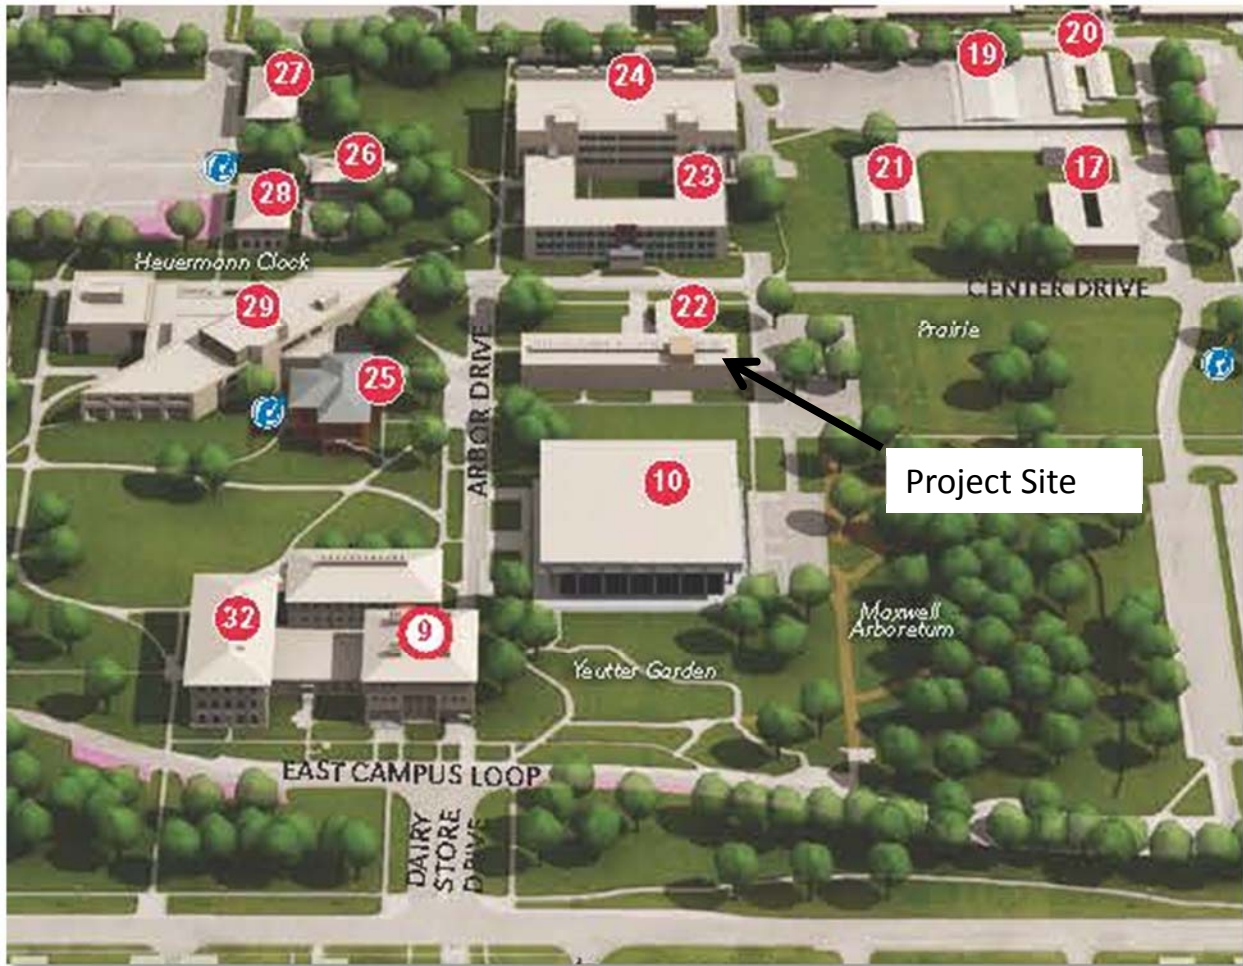 20
19
24
27
26
23
21
17
28
Heuermann Clock
CENTER DRIVE
29
22
Prairie
ARBOR DRIVE
25
10
Project Site
32
9
Maxwell
Arboretum
Yeutter Garden
EAST CAMPUS LOOP
DAIRY
STORE
DRIVE